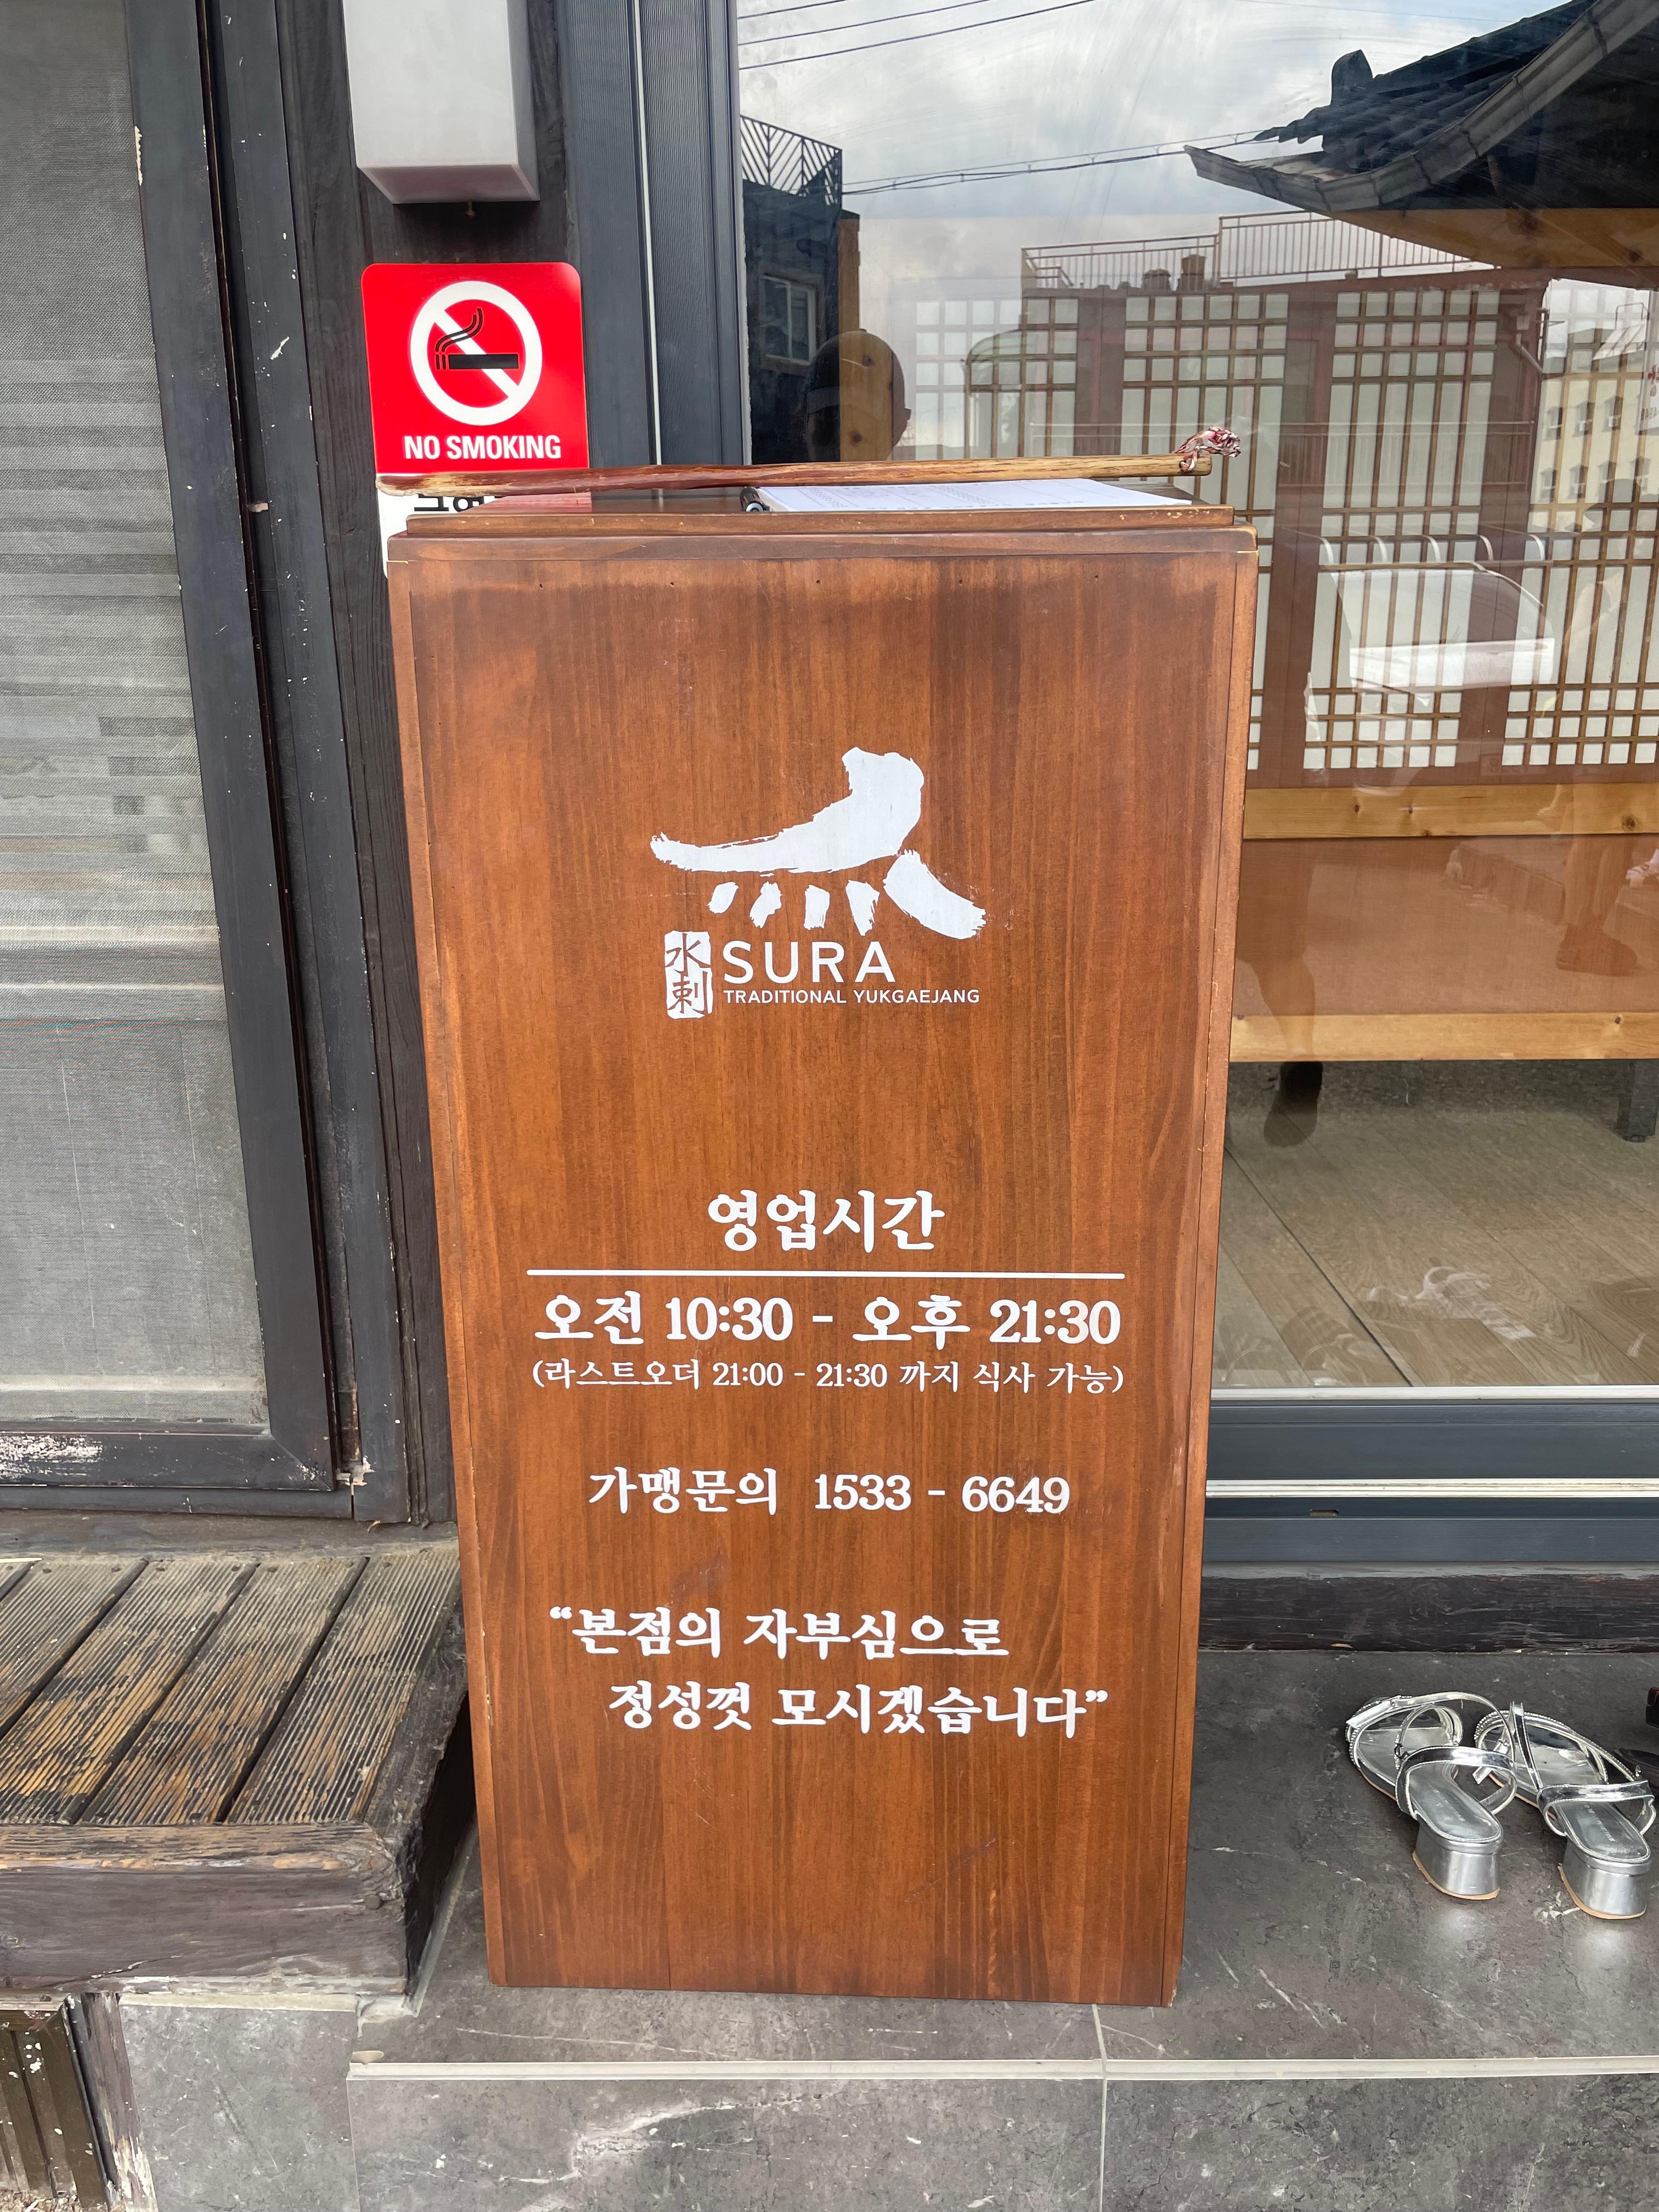 NO SMOKING
水剌
SURA
TRADITIONAL YUKGAEJANG
영업시간
오전 10:30 - 오후 21:30
(라스트오더 21:00 - 21:30 까지 식사 가능)
가맹문의 1533 - 6649
“본점의 자부심으로
정성껏 모시겠습니다”